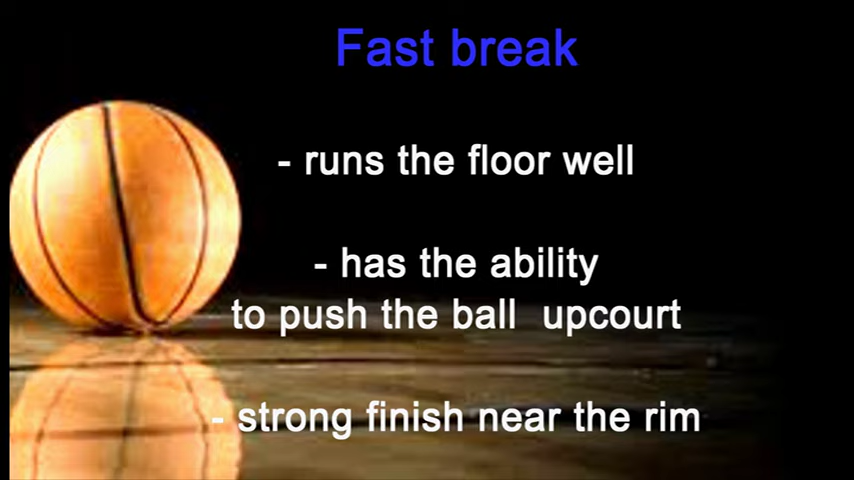 Fast break
- runs the floor well
- has the ability
to push the ball  upcourt
- strong finish near the rim